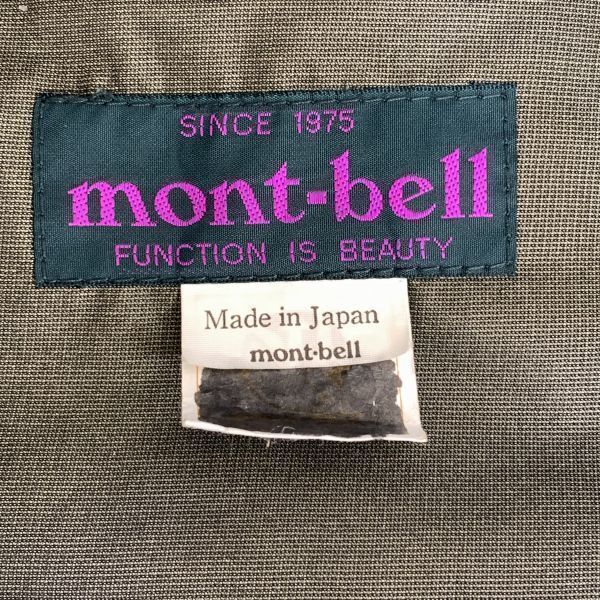 SINCE 1975
mont-bell
FUNCTION IS BEAUTY
Made in Japan
mont-bell